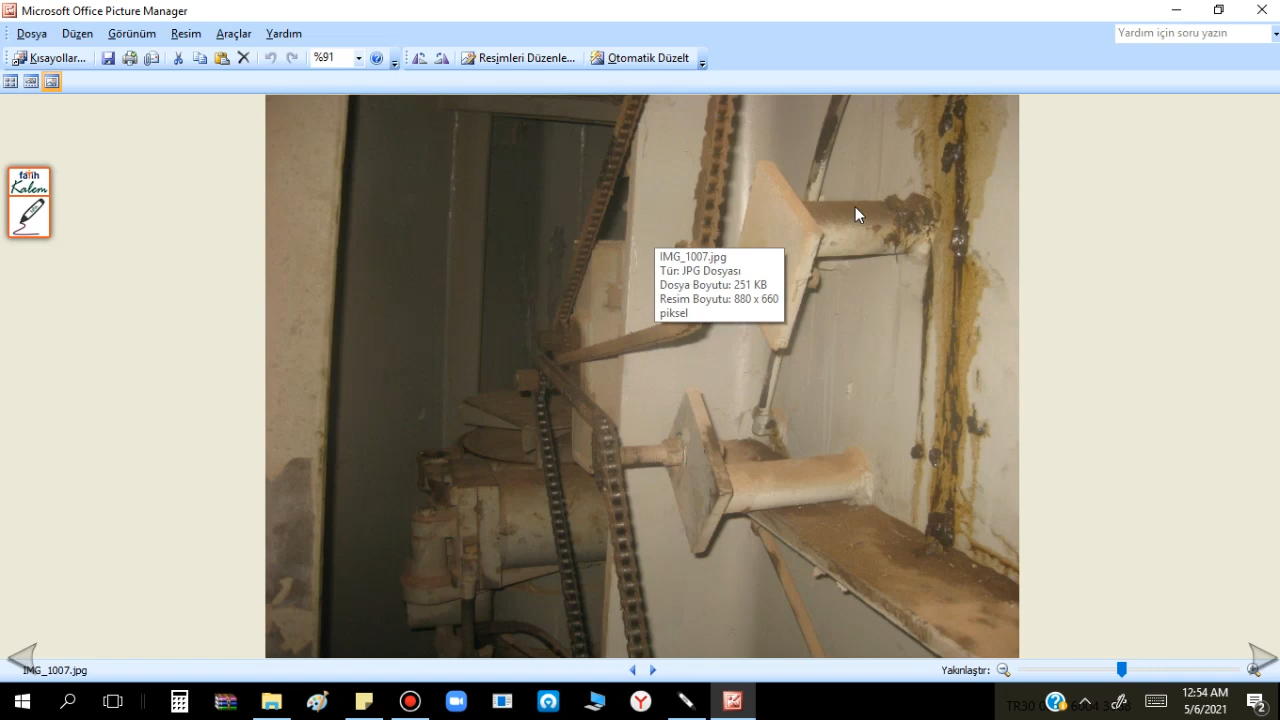 Microsoft Office Picture Manager
Dosya Düzen Görünüm Resim Araçlar Yardım
Yardım için soru yazın
Kısayollar... %91 Resimleri Düzenle... Otomatik Düzelt
fatih
Kalem
IMG_1007.jpg
Tür: JPG Dosyası
Dosya Boyutu: 251 KB
Resim Boyutu: 880 x 660
piksel
IMG_1007.jpg
Yakınlaştır:
12:54 AM
5/6/2021
2